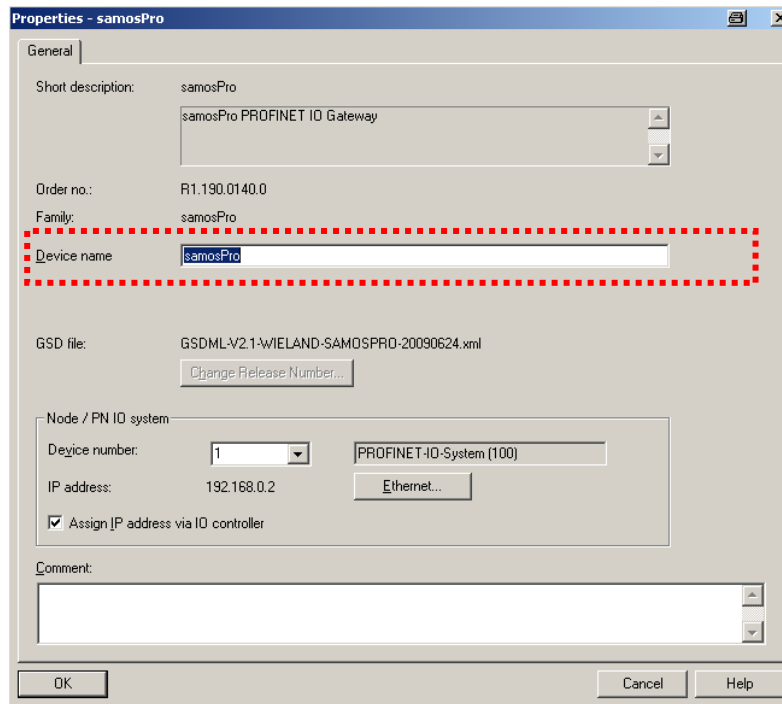 Properties - samosPro
General
Short description: samosPro
samosPro PROFINET IO Gateway
Order no.: R1.190.0140.0
Family: samosPro
Device name samosPro
GSD file: GSDML-V2.1-WIELAND-SAMOSPRO-20090624.xml
Change Release Number...
Node / PN IO system
Device number: 1 PROFINET-IO-System (100)
IP address: 192.168.0.2 Ethernet...
Assign IP address via IO controller
Comment:
OK Cancel Help